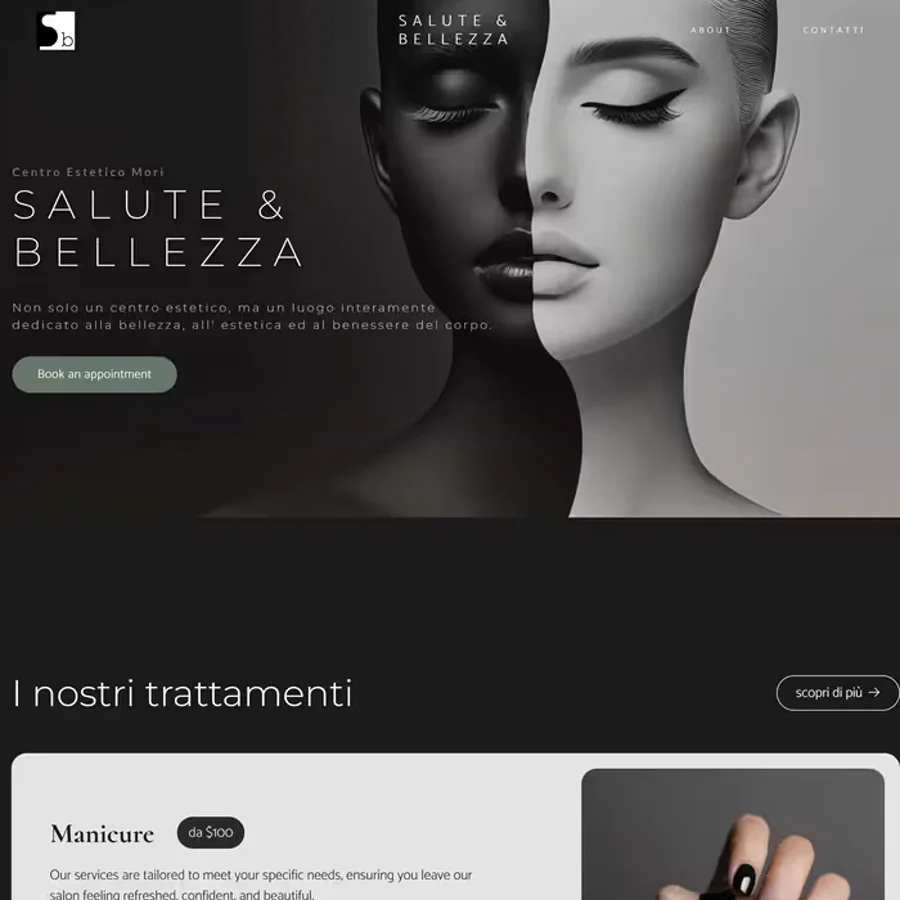 Sb
SALUTE &
BELLEZZA
ABOUT
CONTATTI
Centro Estetico Mori
SALUTE &
BELLEZZA
Non solo un centro estetico, ma un luogo interamente
dedicato alla bellezza, all' estetica ed al benessere del corpo.
Book an appointment
I nostri trattamenti
scopri di più →
Manicure
da $100
Our services are tailored to meet your specific needs, ensuring you leave our
salon feeling refreshed, confident, and beautiful.